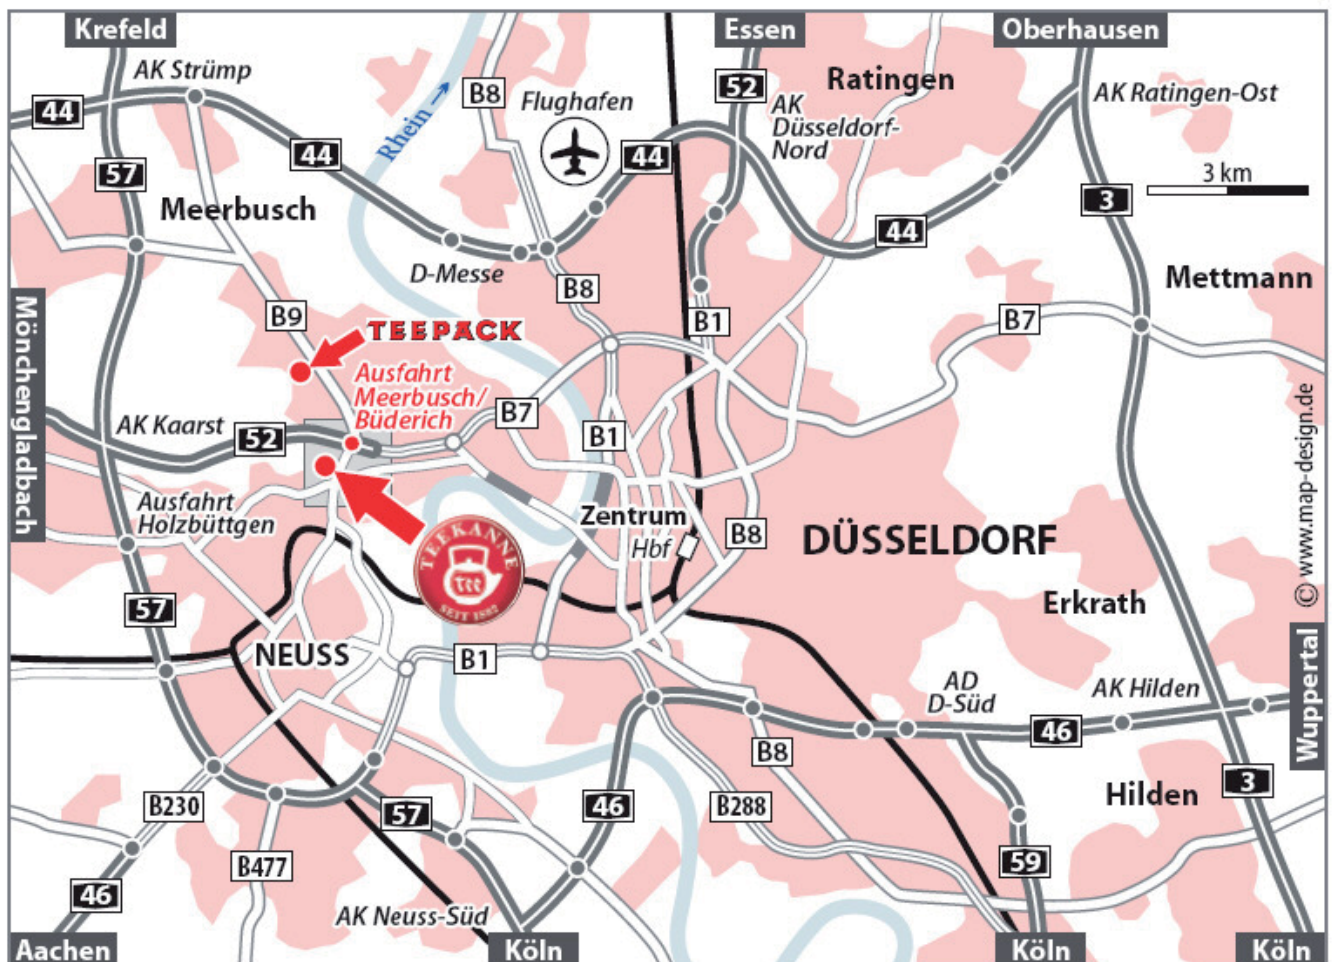 Krefeld
Essen
Oberhausen
AK Strümp
52
Ratingen
AK Ratingen-Ost
44
B8
Flughafen
AK
Düsseldorf-
Nord
Rhein →
44
44
57
3 km
3
Meerbusch
44
D-Messe
B8
Mettmann
Mönchengladbach
B9
TEEPACK
B1
B7
Ausfahrt
Meerbusch/
Büderich
AK Kaarst
52
B7
B1
© www.map-design.de
Ausfahrt
Holzbüttgen
Zentrum
Hbf
B8
DÜSSELDORF
TEEKANNE
TEE
SEIT 1882
57
Erkrath
NEUSS
B1
Wuppertal
AD
D-Süd
AK Hilden
46
B8
3
Hilden
B230
57
46
B288
B477
59
46
AK Neuss-Süd
Aachen
Köln
Köln
Köln